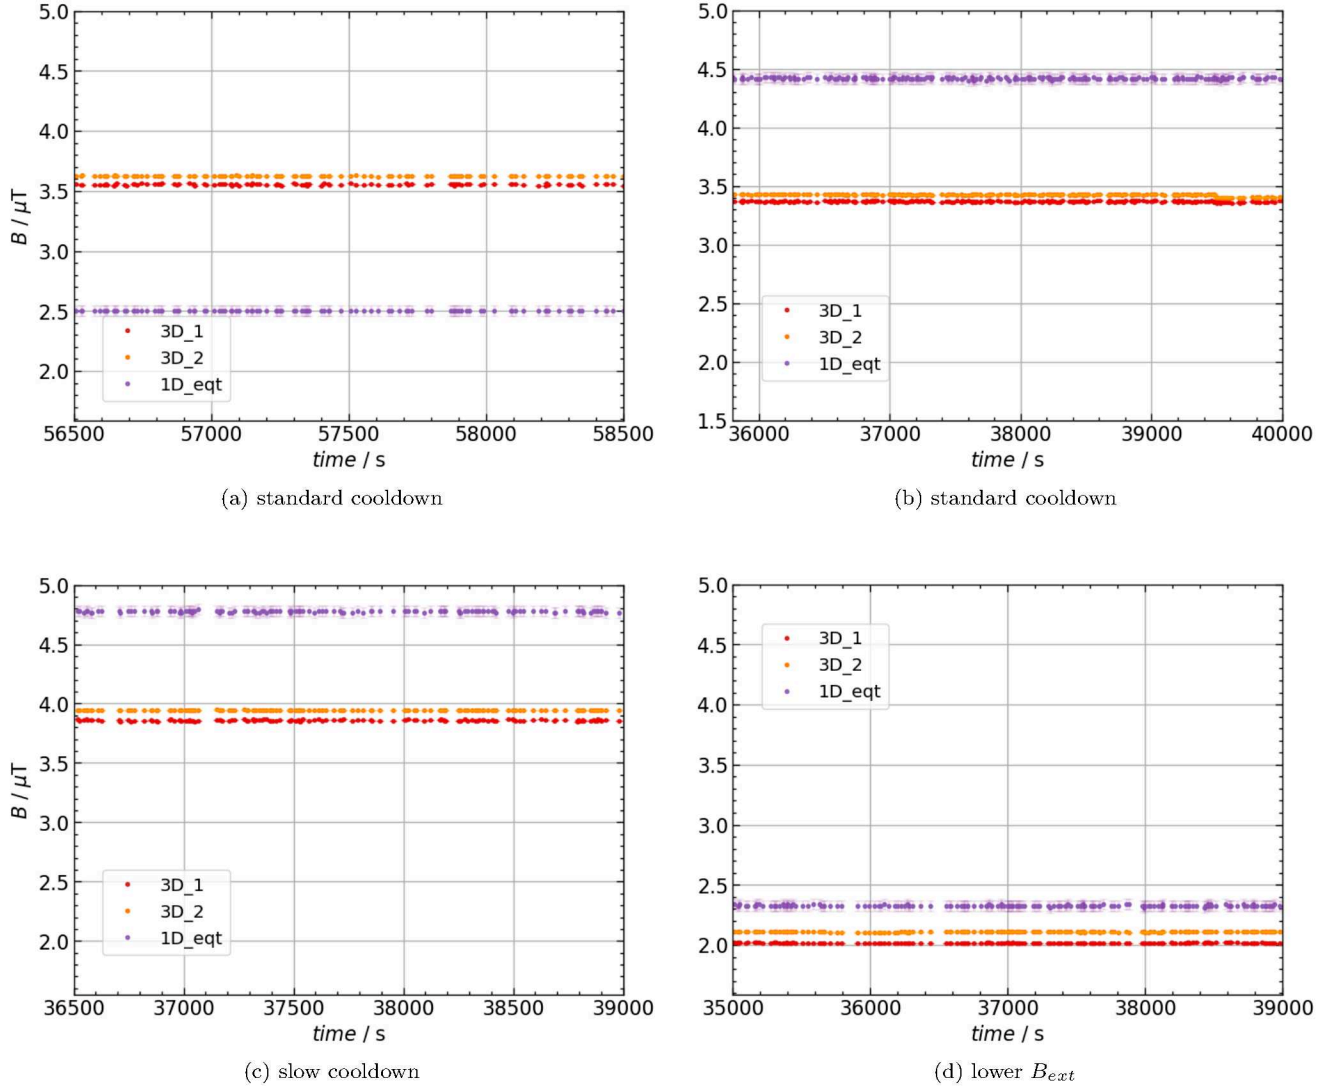 5.0
4.5
4.0
3.5
3.0
2.5
2.0
B / μT
3D_1
3D_2
1D_eqt
56500 57000 57500 58000 58500
time / s
(a) standard cooldown
5.0
4.5
4.0
3.5
3.0
2.5
2.0
1.5
3D_1
3D_2
1D_eqt
36000 37000 38000 39000 40000
time / s
(b) standard cooldown
5.0
4.5
4.0
3.5
3.0
2.5
2.0
B / μT
3D_1
3D_2
1D_eqt
36500 37000 37500 38000 38500 39000
time / s
(c) slow cooldown
5.0
4.5
4.0
3.5
3.0
2.5
2.0
3D_1
3D_2
1D_eqt
35000 36000 37000 38000 39000
time / s
(d) lower B_ext